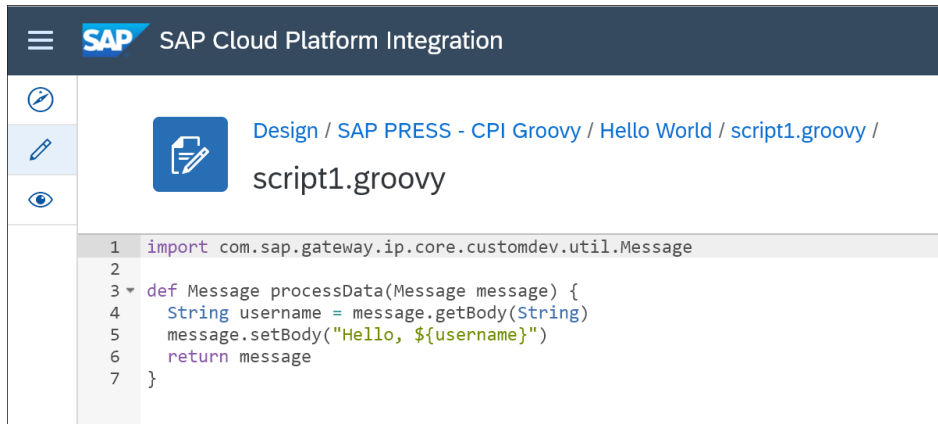 SAP SAP Cloud Platform Integration
Design / SAP PRESS - CPI Groovy / Hello World / script1.groovy /
script1.groovy
1 import com.sap.gateway.ip.core.customdev.util.Message
2
3 def Message processData(Message message) {
4   String username = message.getBody(String)
5   message.setBody("Hello, ${username}")
6   return message
7 }